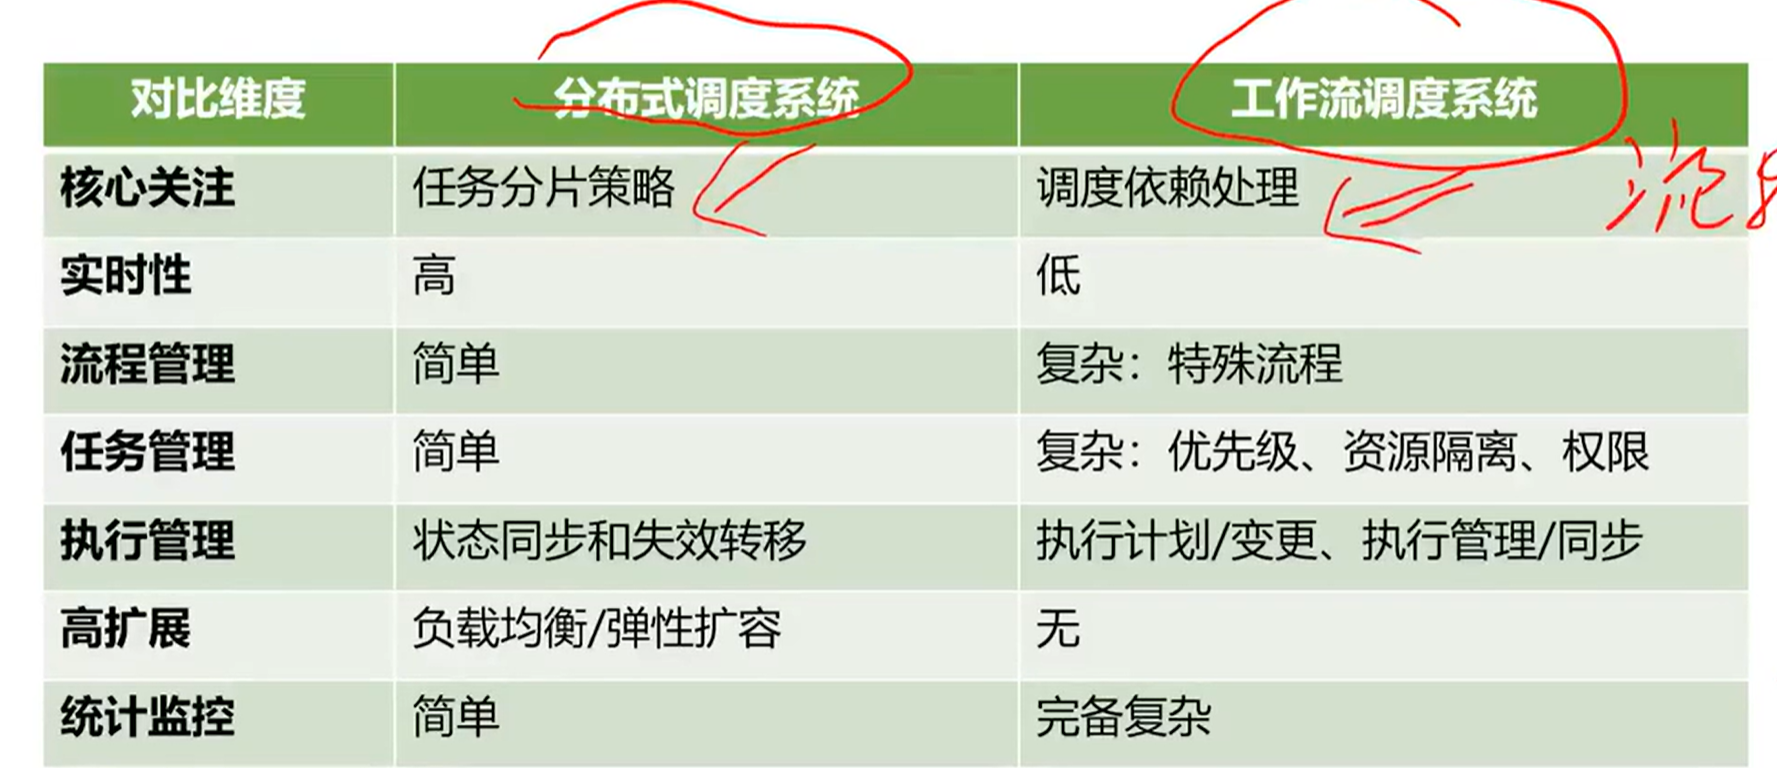 对比维度 分布式调度系统 工作流调度系统
核心关注 任务分片策略 调度依赖处理 流
实时性 高 低
流程管理 简单 复杂：特殊流程
任务管理 简单 复杂：优先级、资源隔离、权限
执行管理 状态同步和失效转移 执行计划/变更、执行管理/同步
高扩展 负载均衡/弹性扩容 无
统计监控 简单 完备复杂